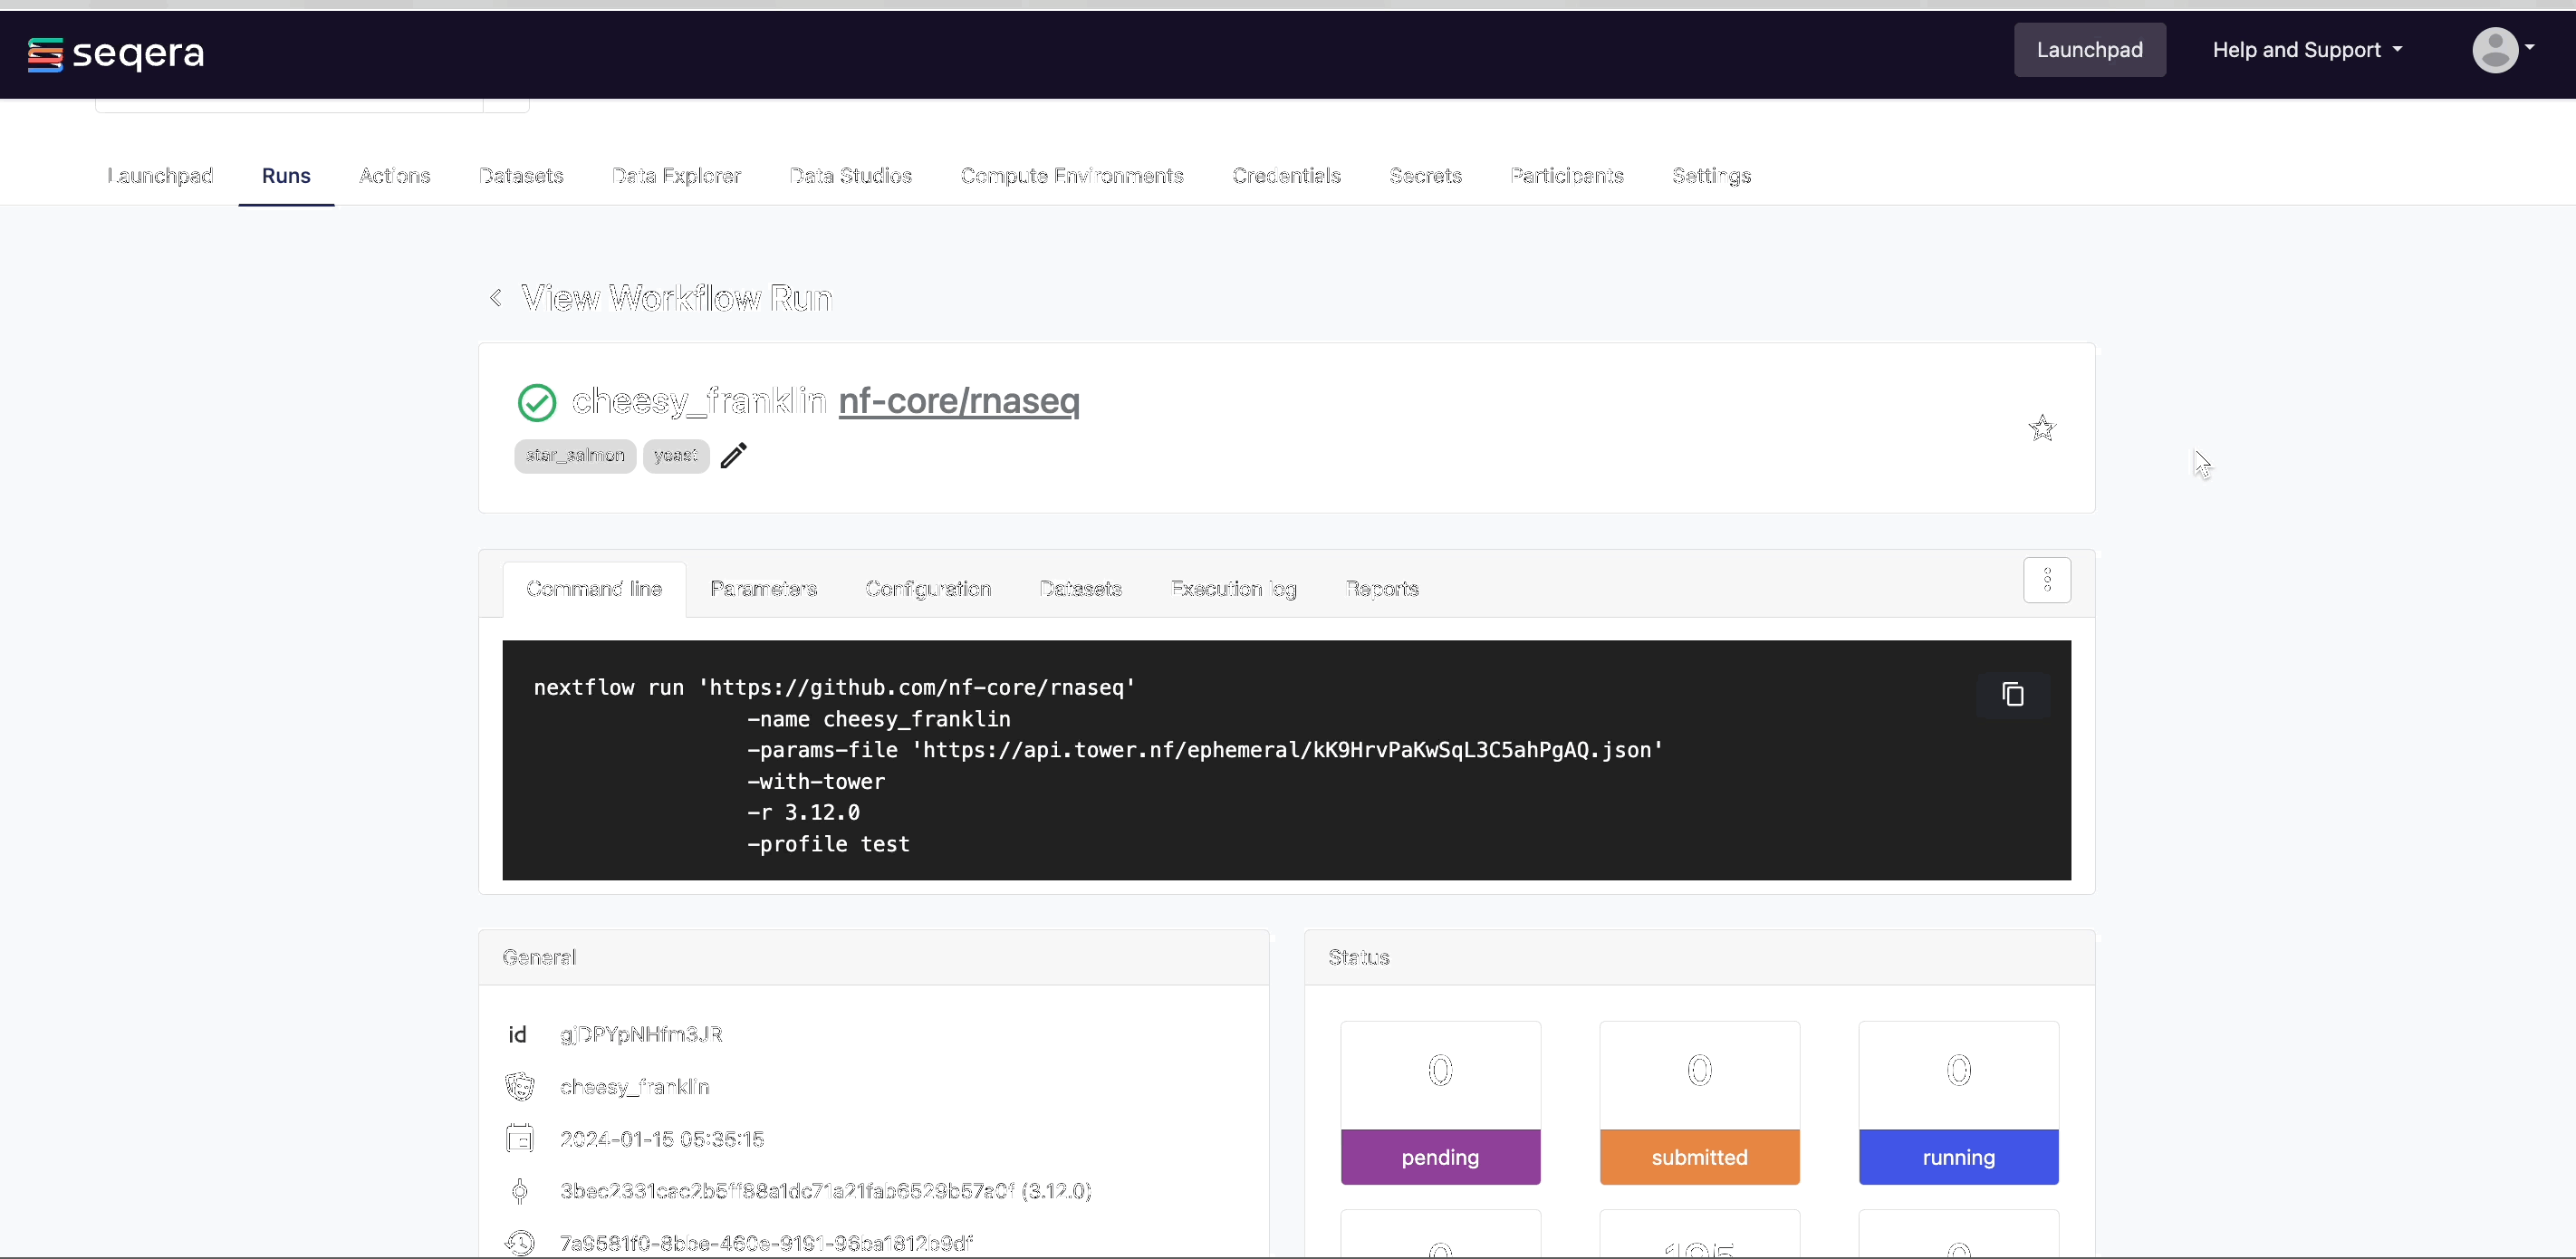 seqera
Launchpad Help and Support
Launchpad Runs Actions Datasets Data Explorer Data Studios Compute Environments Credentials Secrets Participants Settings
View Workflow Run
cheesy_franklin nf-core/rnaseq
star_salmon yeast
Command line Parameters Configuration Datasets Execution log Reports
nextflow run 'https://github.com/nf-core/rnaseq'
-name cheesy_franklin
-params-file 'https://api.tower.nf/ephemeral/kK9HrvPaKwSqL3C5ahPgAQ.json'
-with-tower
-r 3.12.0
-profile test
General
Status
id gjDPYpNHfm3JR
cheesy_franklin
2024-01-15 05:35:15
3bec2331cac2b5ff88a1dc71a21fab6529b57a0f (3.12.0)
7a9581f0-8bbe-460e-9191-96ba1812b9df
0 0 0
pending submitted running
0 195 0